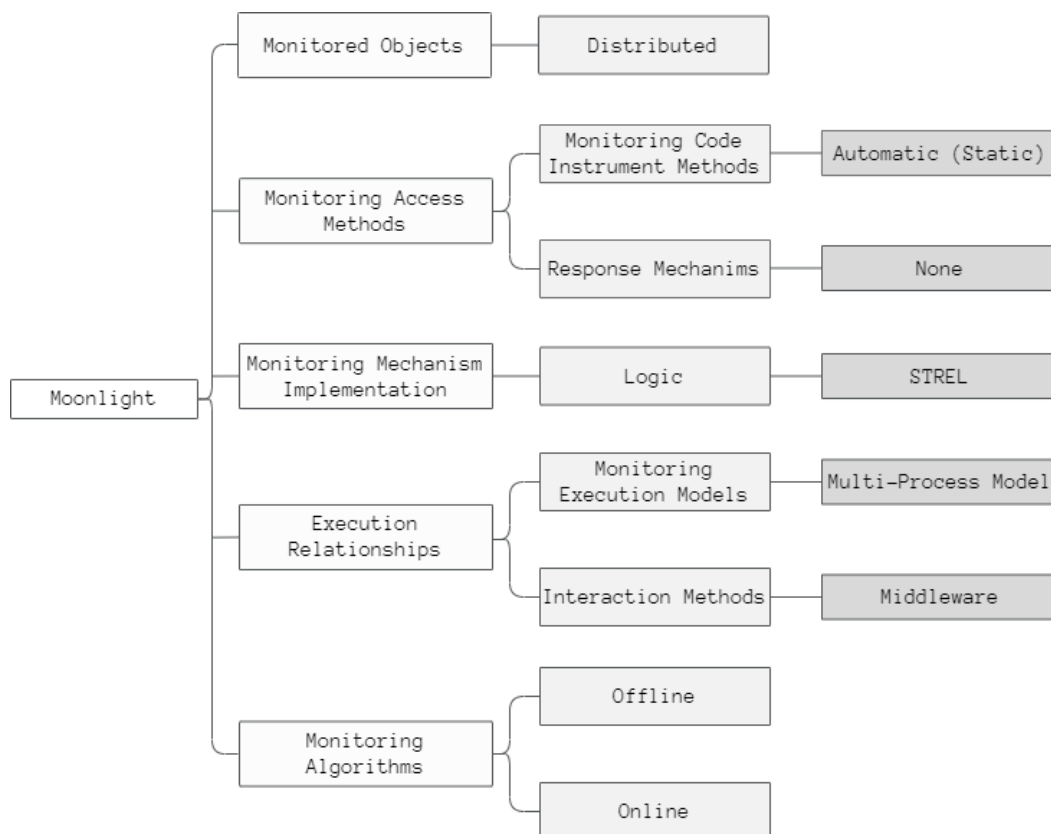 Monitored Objects
Distributed
Monitoring Code
Instrument Methods
Automatic (Static)
Monitoring Access
Methods
Response Mechanims
None
Monitoring Mechanism
Implementation
Logic
STREL
Moonlight
Monitoring
Execution Models
Multi-Process Model
Execution
Relationships
Interaction Methods
Middleware
Offline
Monitoring
Algorithms
Online